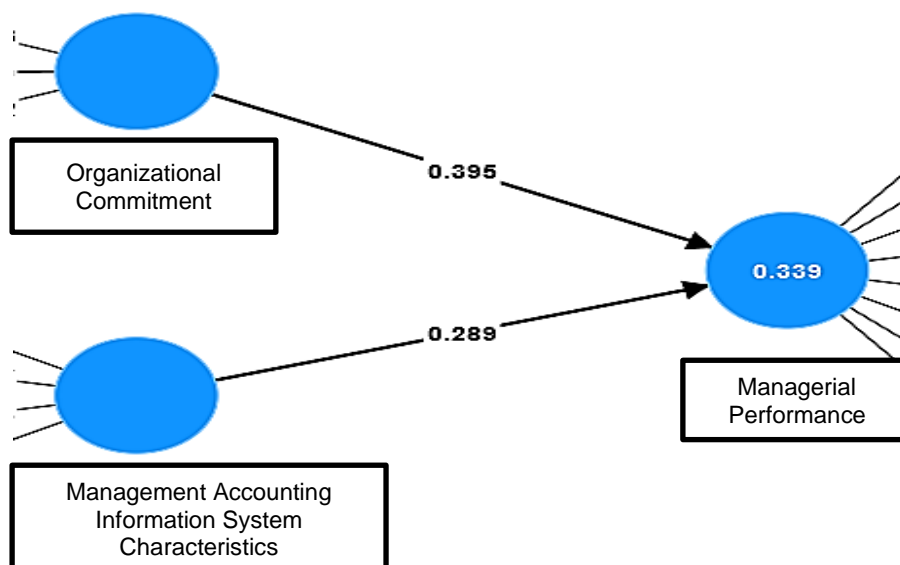 Organizational
Commitment
0.395
0.339
0.289
Managerial
Performance
Management Accounting
Information System
Characteristics